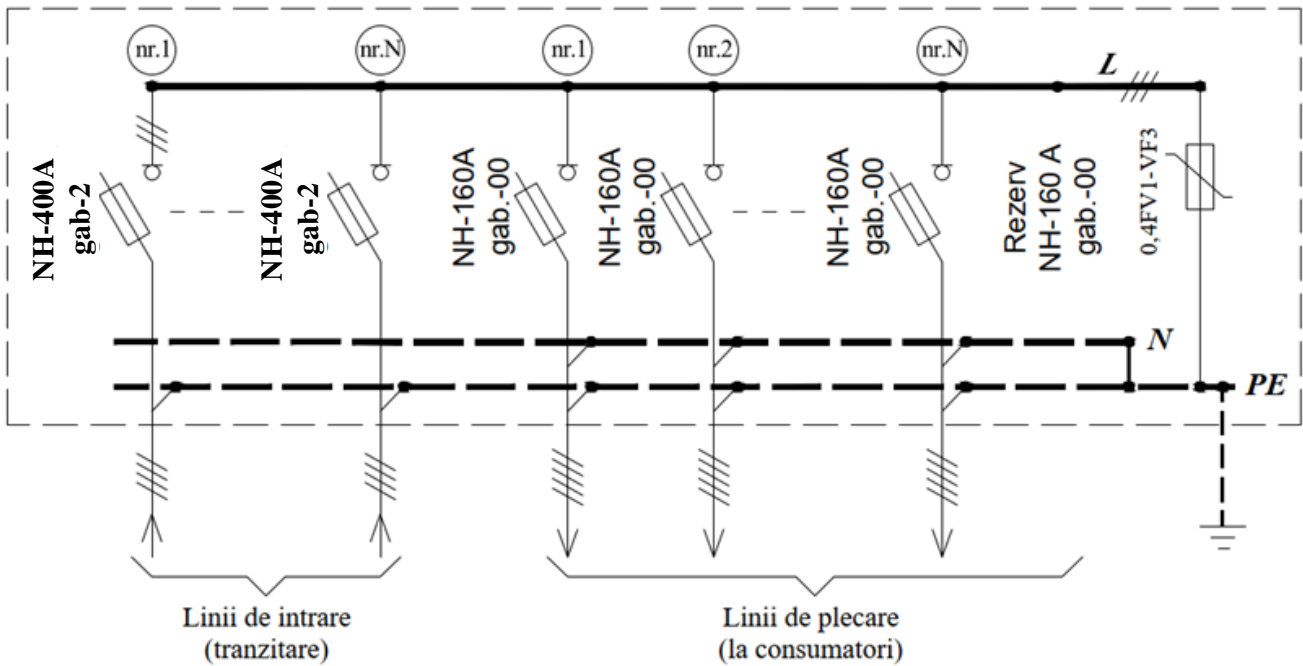 nr.1
nr.N
nr.1
nr.2
nr.N
L
NH-400A
gab-2
NH-400A
gab-2
NH-160A
gab.-00
NH-160A
gab.-00
NH-160A
gab.-00
Rezerv
NH-160 A
gab.-00
0,4FV1-VF3
N
PE
Linii de intrare
(tranzitare)
Linii de plecare
(la consumatori)